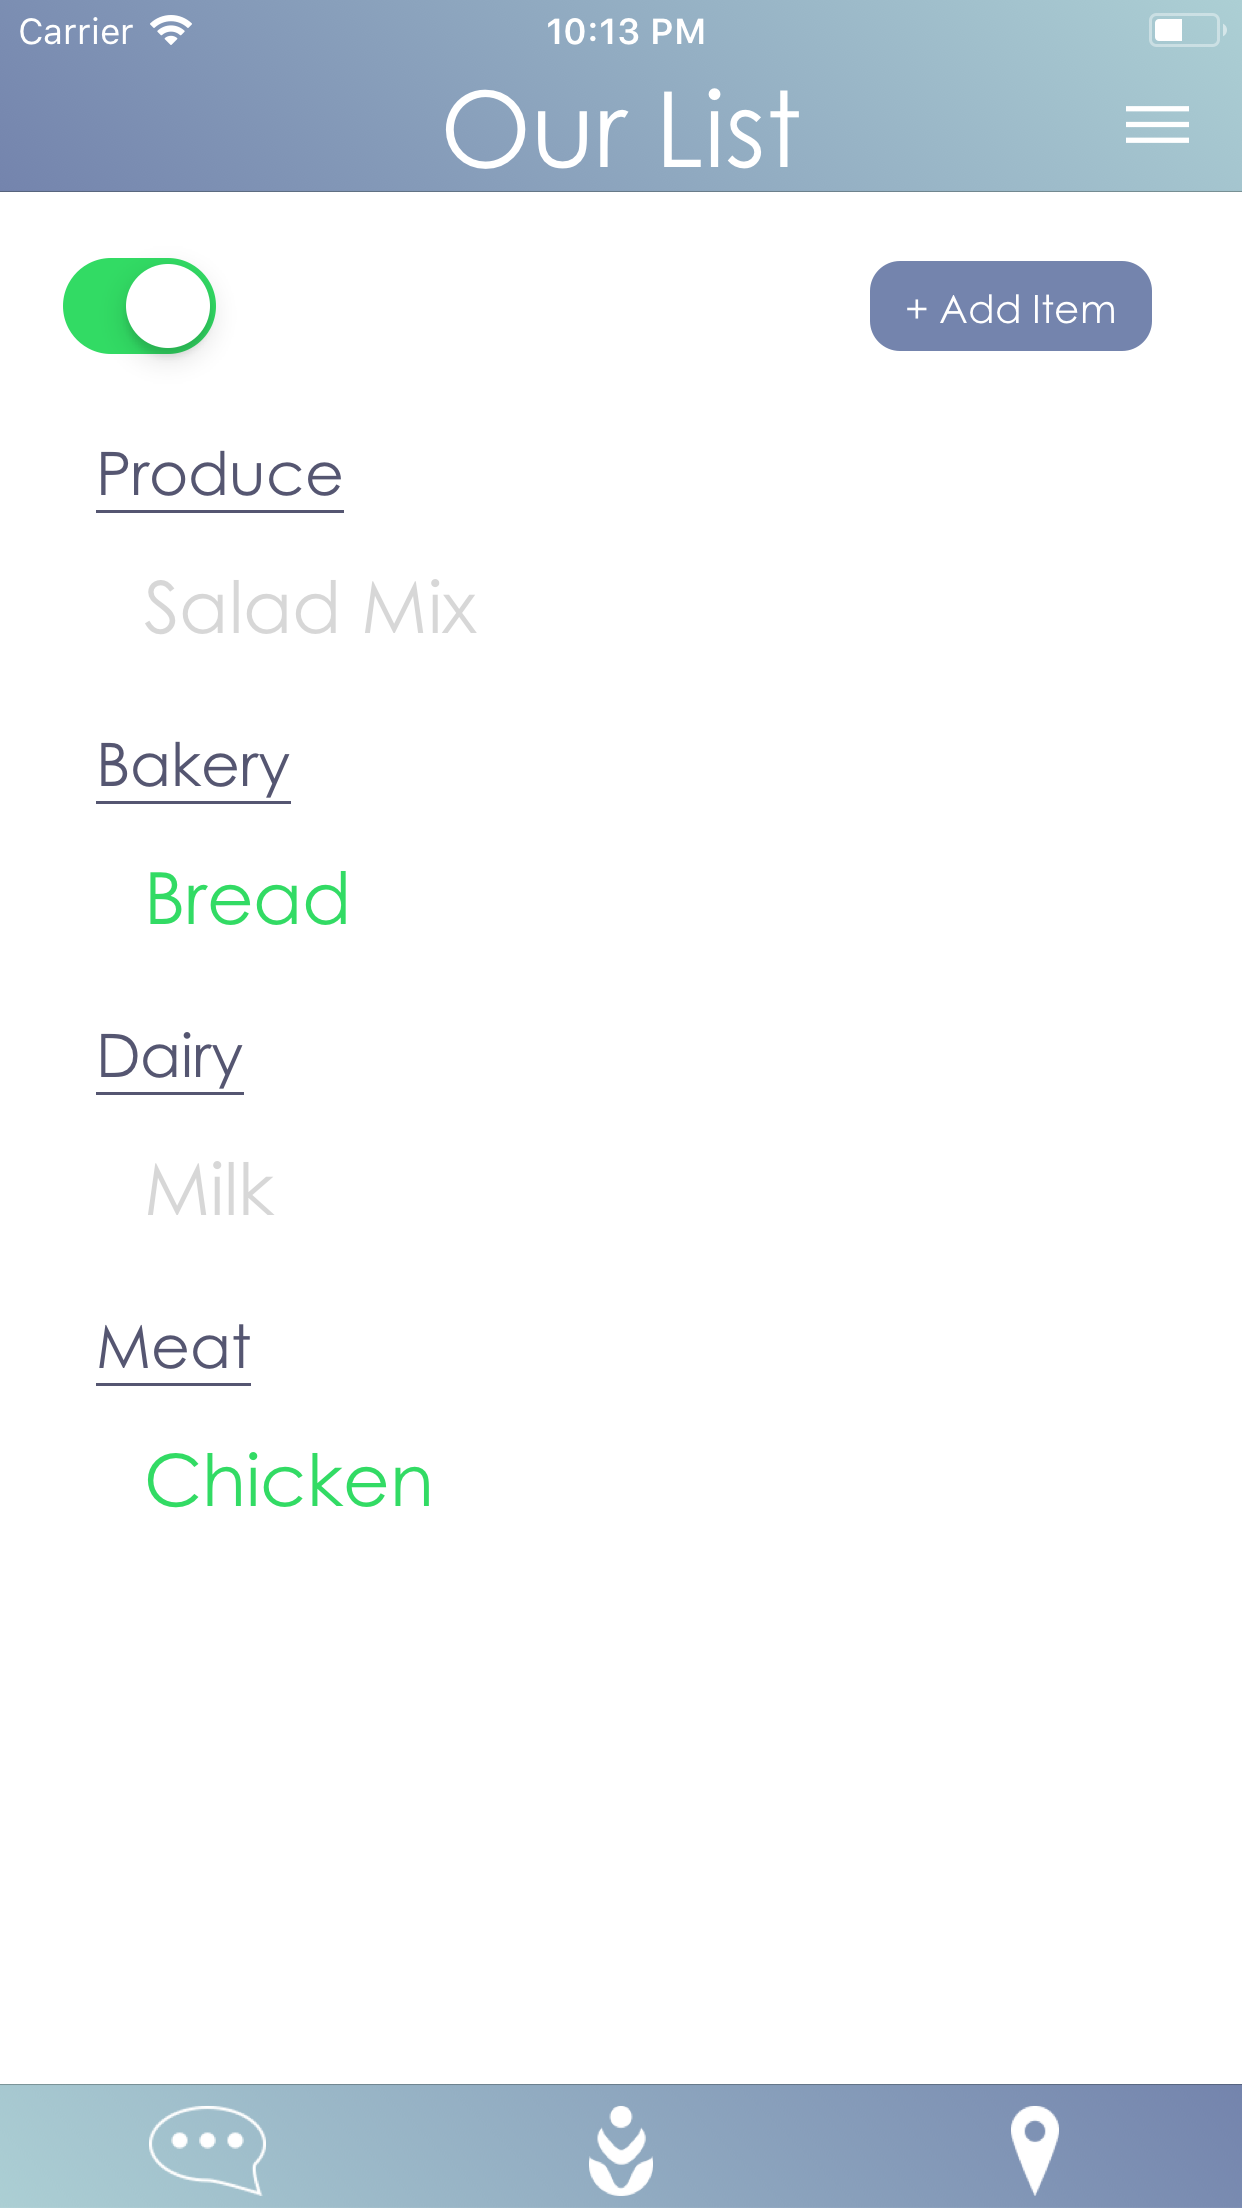 Carrier 10:13 PM
Our List
+ Add Item
Produce
Salad Mix
Bakery
Bread
Dairy
Milk
Meat
Chicken